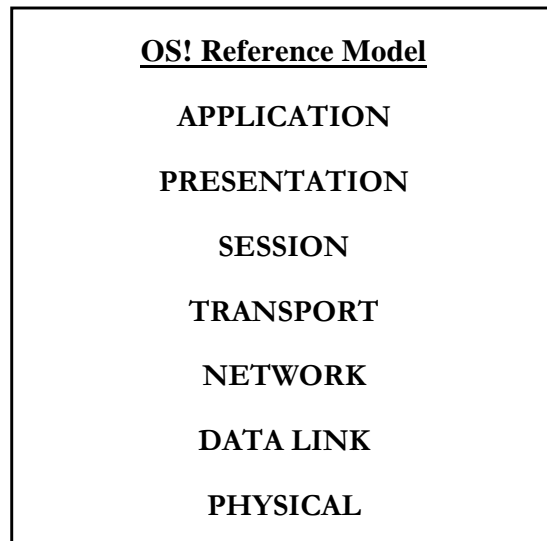 OS! Reference Model
APPLICATION
PRESENTATION
SESSION
TRANSPORT
NETWORK
DATA LINK
PHYSICAL